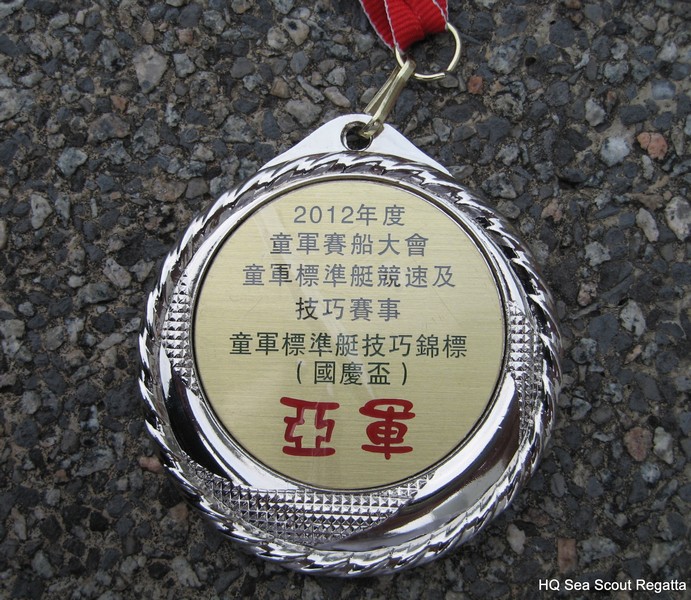 2012年度
童軍賽船大會
童軍標準艇競速及
技巧賽事
童軍標準艇技巧錦標
(國慶盃)
亞軍
HQ Sea Scout Regatta